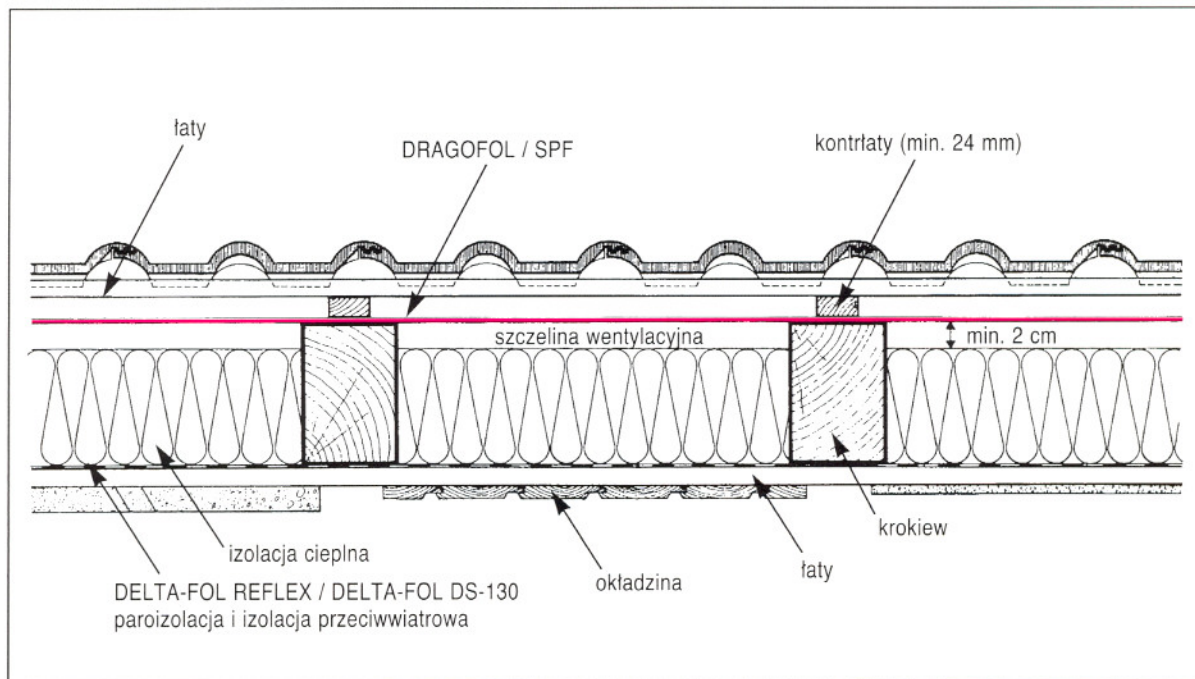 łaty
DRAGOFOL / SPF
kontrłaty (min. 24 mm)
szczelina wentylacyjna
min. 2 cm
izolacja cieplna
DELTA-FOL REFLEX / DELTA-FOL DS-130
paroizolacja i izolacja przeciwwiatrowa
okładzina
łaty
krokiew